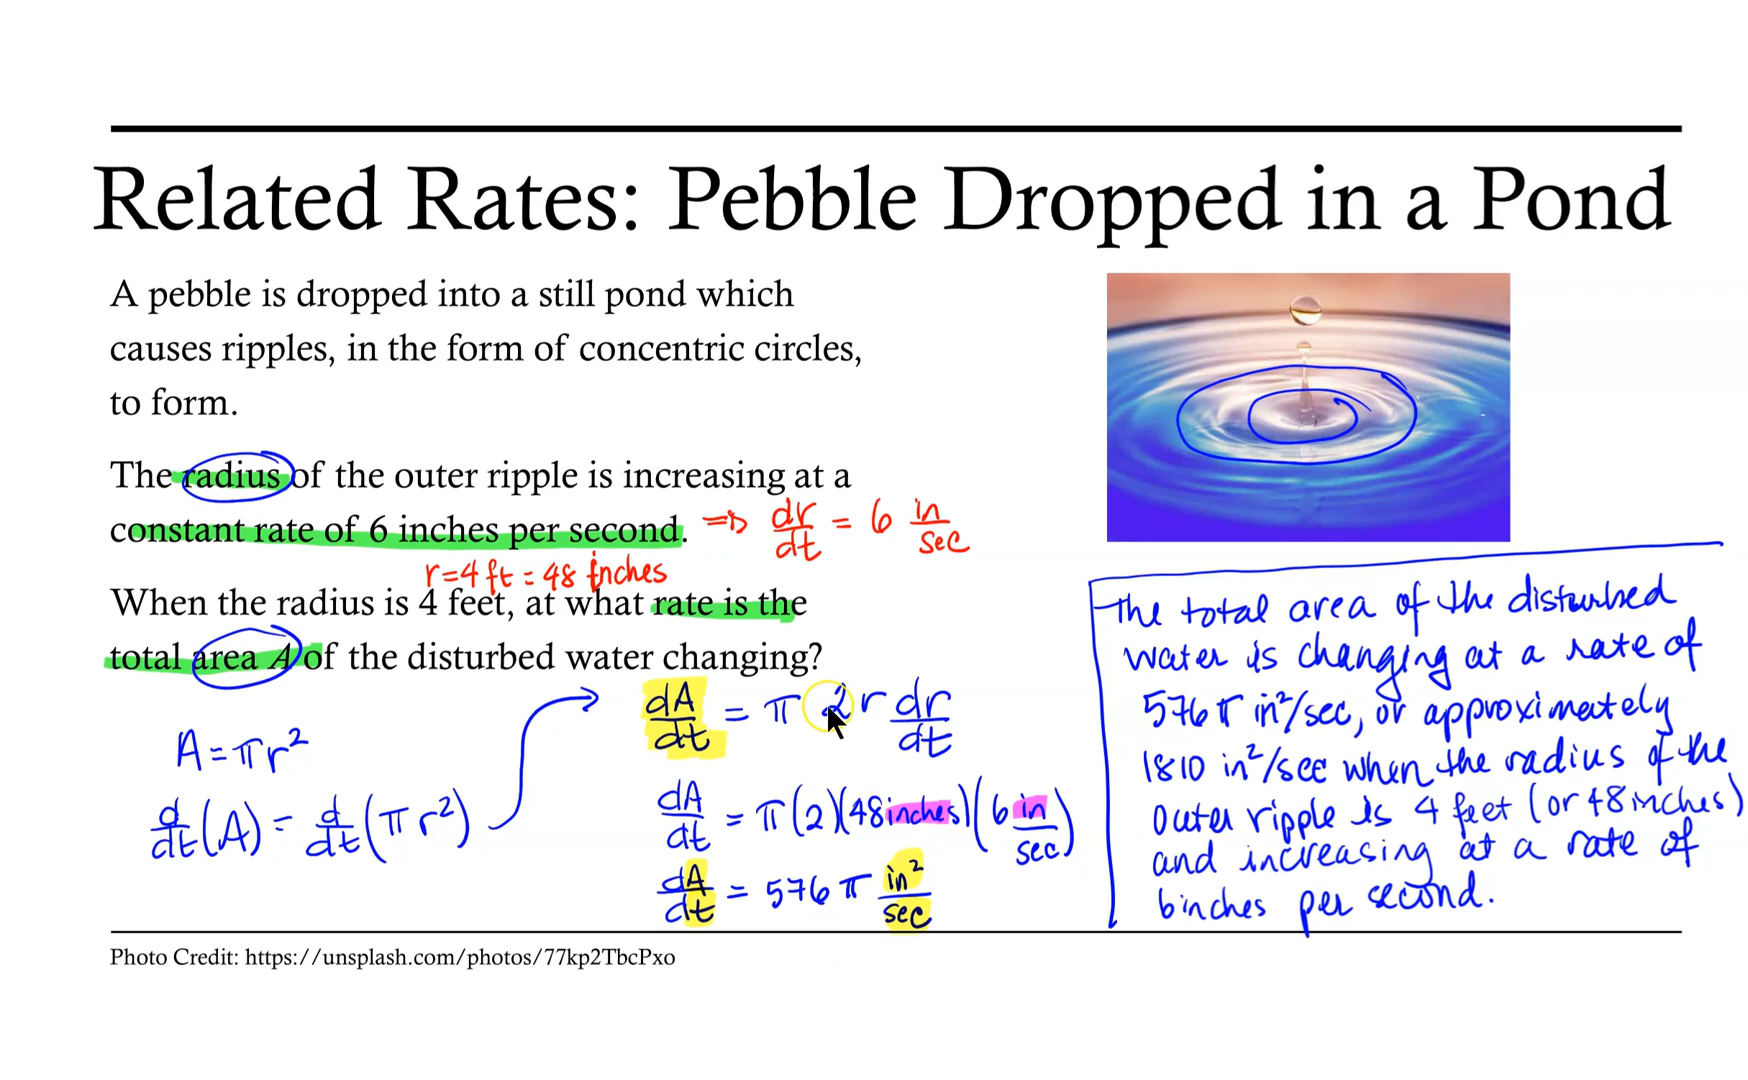 Related Rates: Pebble Dropped in a Pond
A pebble is dropped into a still pond which
causes ripples, in the form of concentric circles,
to form.
The radius of the outer ripple is increasing at a
constant rate of 6 inches per second. ⇒ dr/dt = 6 in/sec
r=4 ft = 48 inches
When the radius is 4 feet, at what rate is the
total area A of the disturbed water changing?
A = πr²
d/dt(A) = d/dt(πr²)
dA/dt = π 2 r dr/dt
dA/dt = π(2)(48 inches)(6 in/sec)
dA/dt = 576 π in²/sec
The total area of the disturbed
water is changing at a rate of
576 π in²/sec, or approximately
1810 in²/sec when the radius of the
outer ripple is 4 feet (or 48 inches)
and increasing at a rate of
6 inches per second.
Photo Credit: https://unsplash.com/photos/77kp2TbcPxo